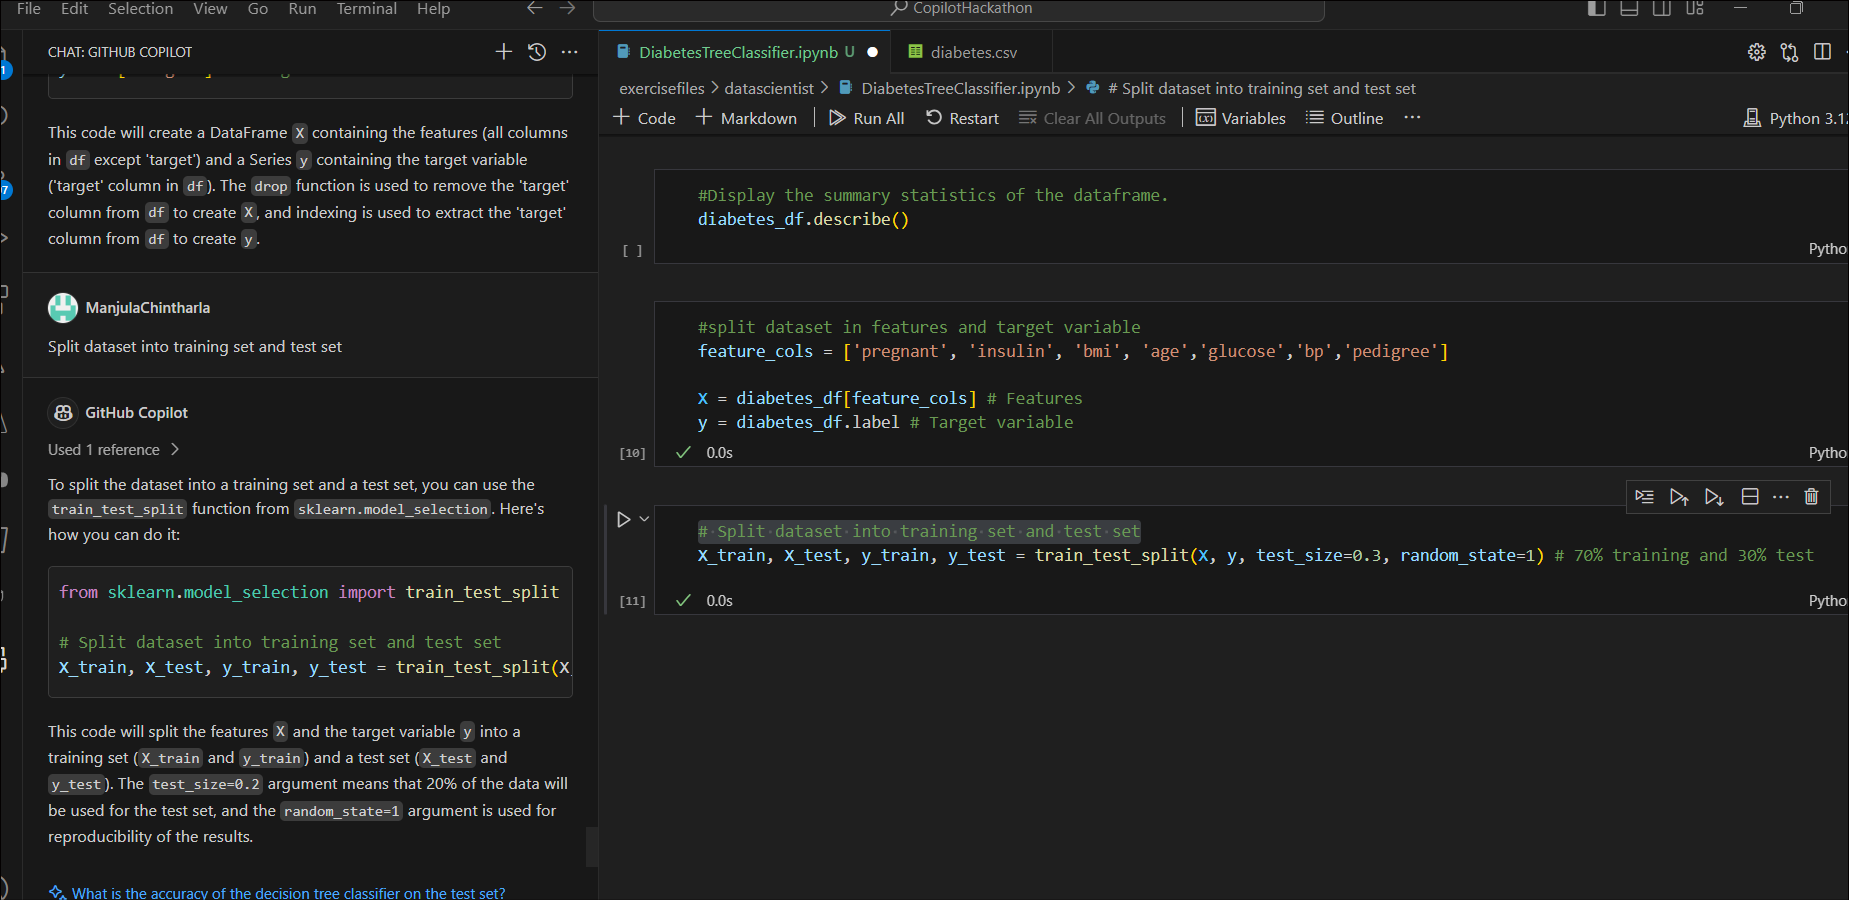 File Edit Selection View Go Run Terminal Help
CopilotHackathon
CHAT: GITHUB COPILOT
This code will create a DataFrame X containing the features (all columns
in df except 'target') and a Series y containing the target variable
('target' column in df). The drop function is used to remove the 'target'
column from df to create X, and indexing is used to extract the 'target'
column from df to create y.
ManjulaChintharla
Split dataset into training set and test set
GitHub Copilot
Used 1 reference
To split the dataset into a training set and a test set, you can use the
train_test_split function from sklearn.model_selection. Here's
how you can do it:
from sklearn.model_selection import train_test_split
# Split dataset into training set and test set
X_train, X_test, y_train, y_test = train_test_split(X,
This code will split the features X and the target variable y into a
training set (X_train and y_train) and a test set (X_test and
y_test). The test_size=0.2 argument means that 20% of the data will
be used for the test set, and the random_state=1 argument is used for
reproducibility of the results.
What is the accuracy of the decision tree classifier on the test set?
DiabetesTreeClassifier.ipynb U
diabetes.csv
exercisefiles > datascientist > DiabetesTreeClassifier.ipynb > # Split dataset into training set and test set
+ Code + Markdown Run All Restart Clear All Outputs Variables Outline ... Python 3.12
#Display the summary statistics of the dataframe.
diabetes_df.describe()
[ ]
Pytho
#split dataset in features and target variable
feature_cols = ['pregnant', 'insulin', 'bmi', 'age','glucose','bp','pedigree']
X = diabetes_df[feature_cols] # Features
y = diabetes_df.label # Target variable
[10] 0.0s
Pytho
# Split dataset into training set and test set
X_train, X_test, y_train, y_test = train_test_split(X, y, test_size=0.3, random_state=1) # 70% training and 30% test
[11] 0.0s
Pytho